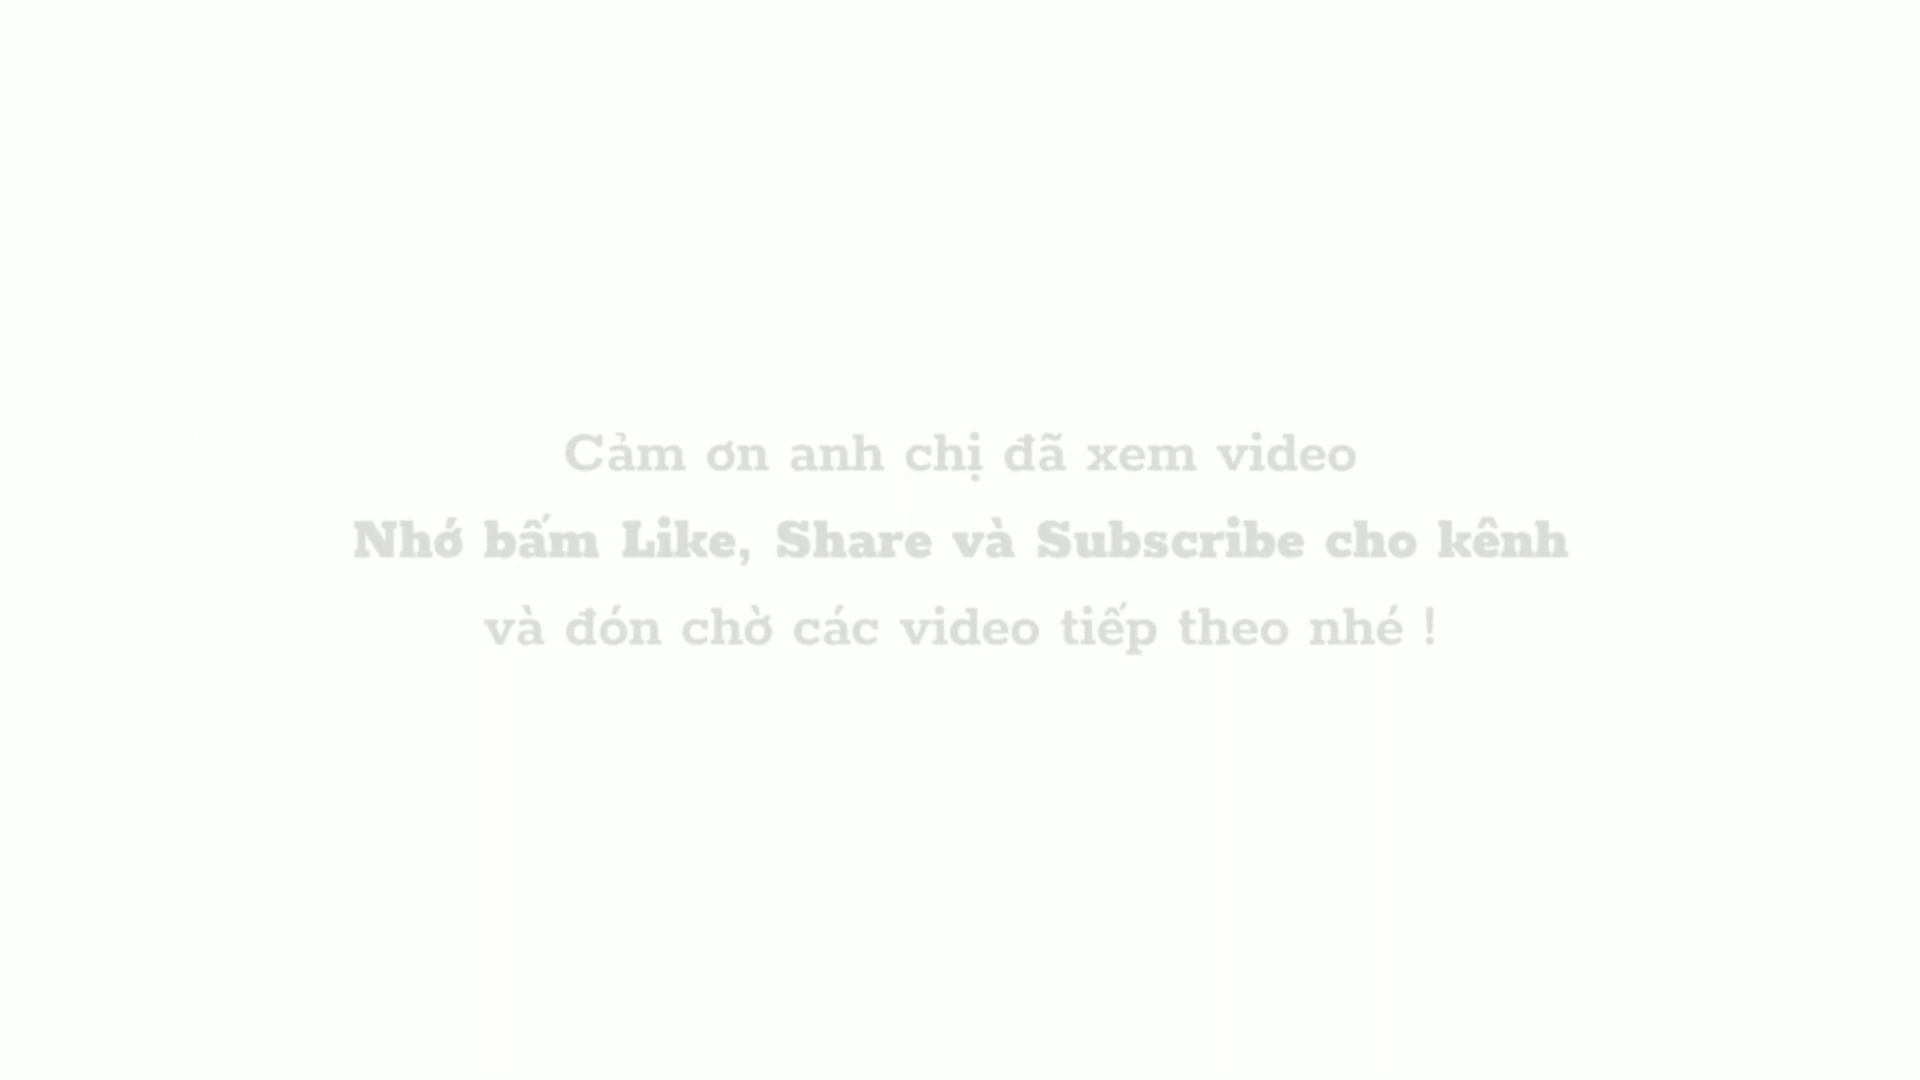 Cảm ơn anh chị đã xem video
Nhớ bấm Like, Share và Subscribe cho kênh
và đón chờ các video tiếp theo nhé !